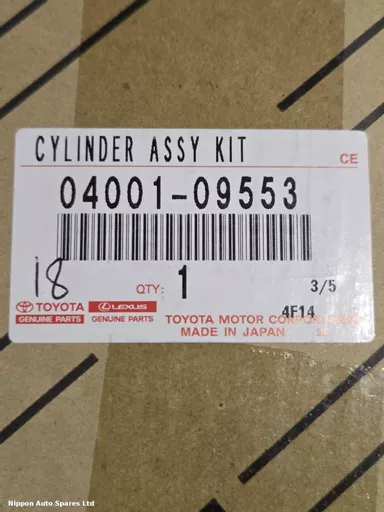 CYLINDER ASSY KIT
CE
04001-09553
18
QTY: 1
3/5
4F14
TOYOTA
GENUINE PARTS
LEXUS
GENUINE PARTS
TOYOTA MOTOR CORPORATION
MADE IN JAPAN
Nippon Auto Spares Ltd